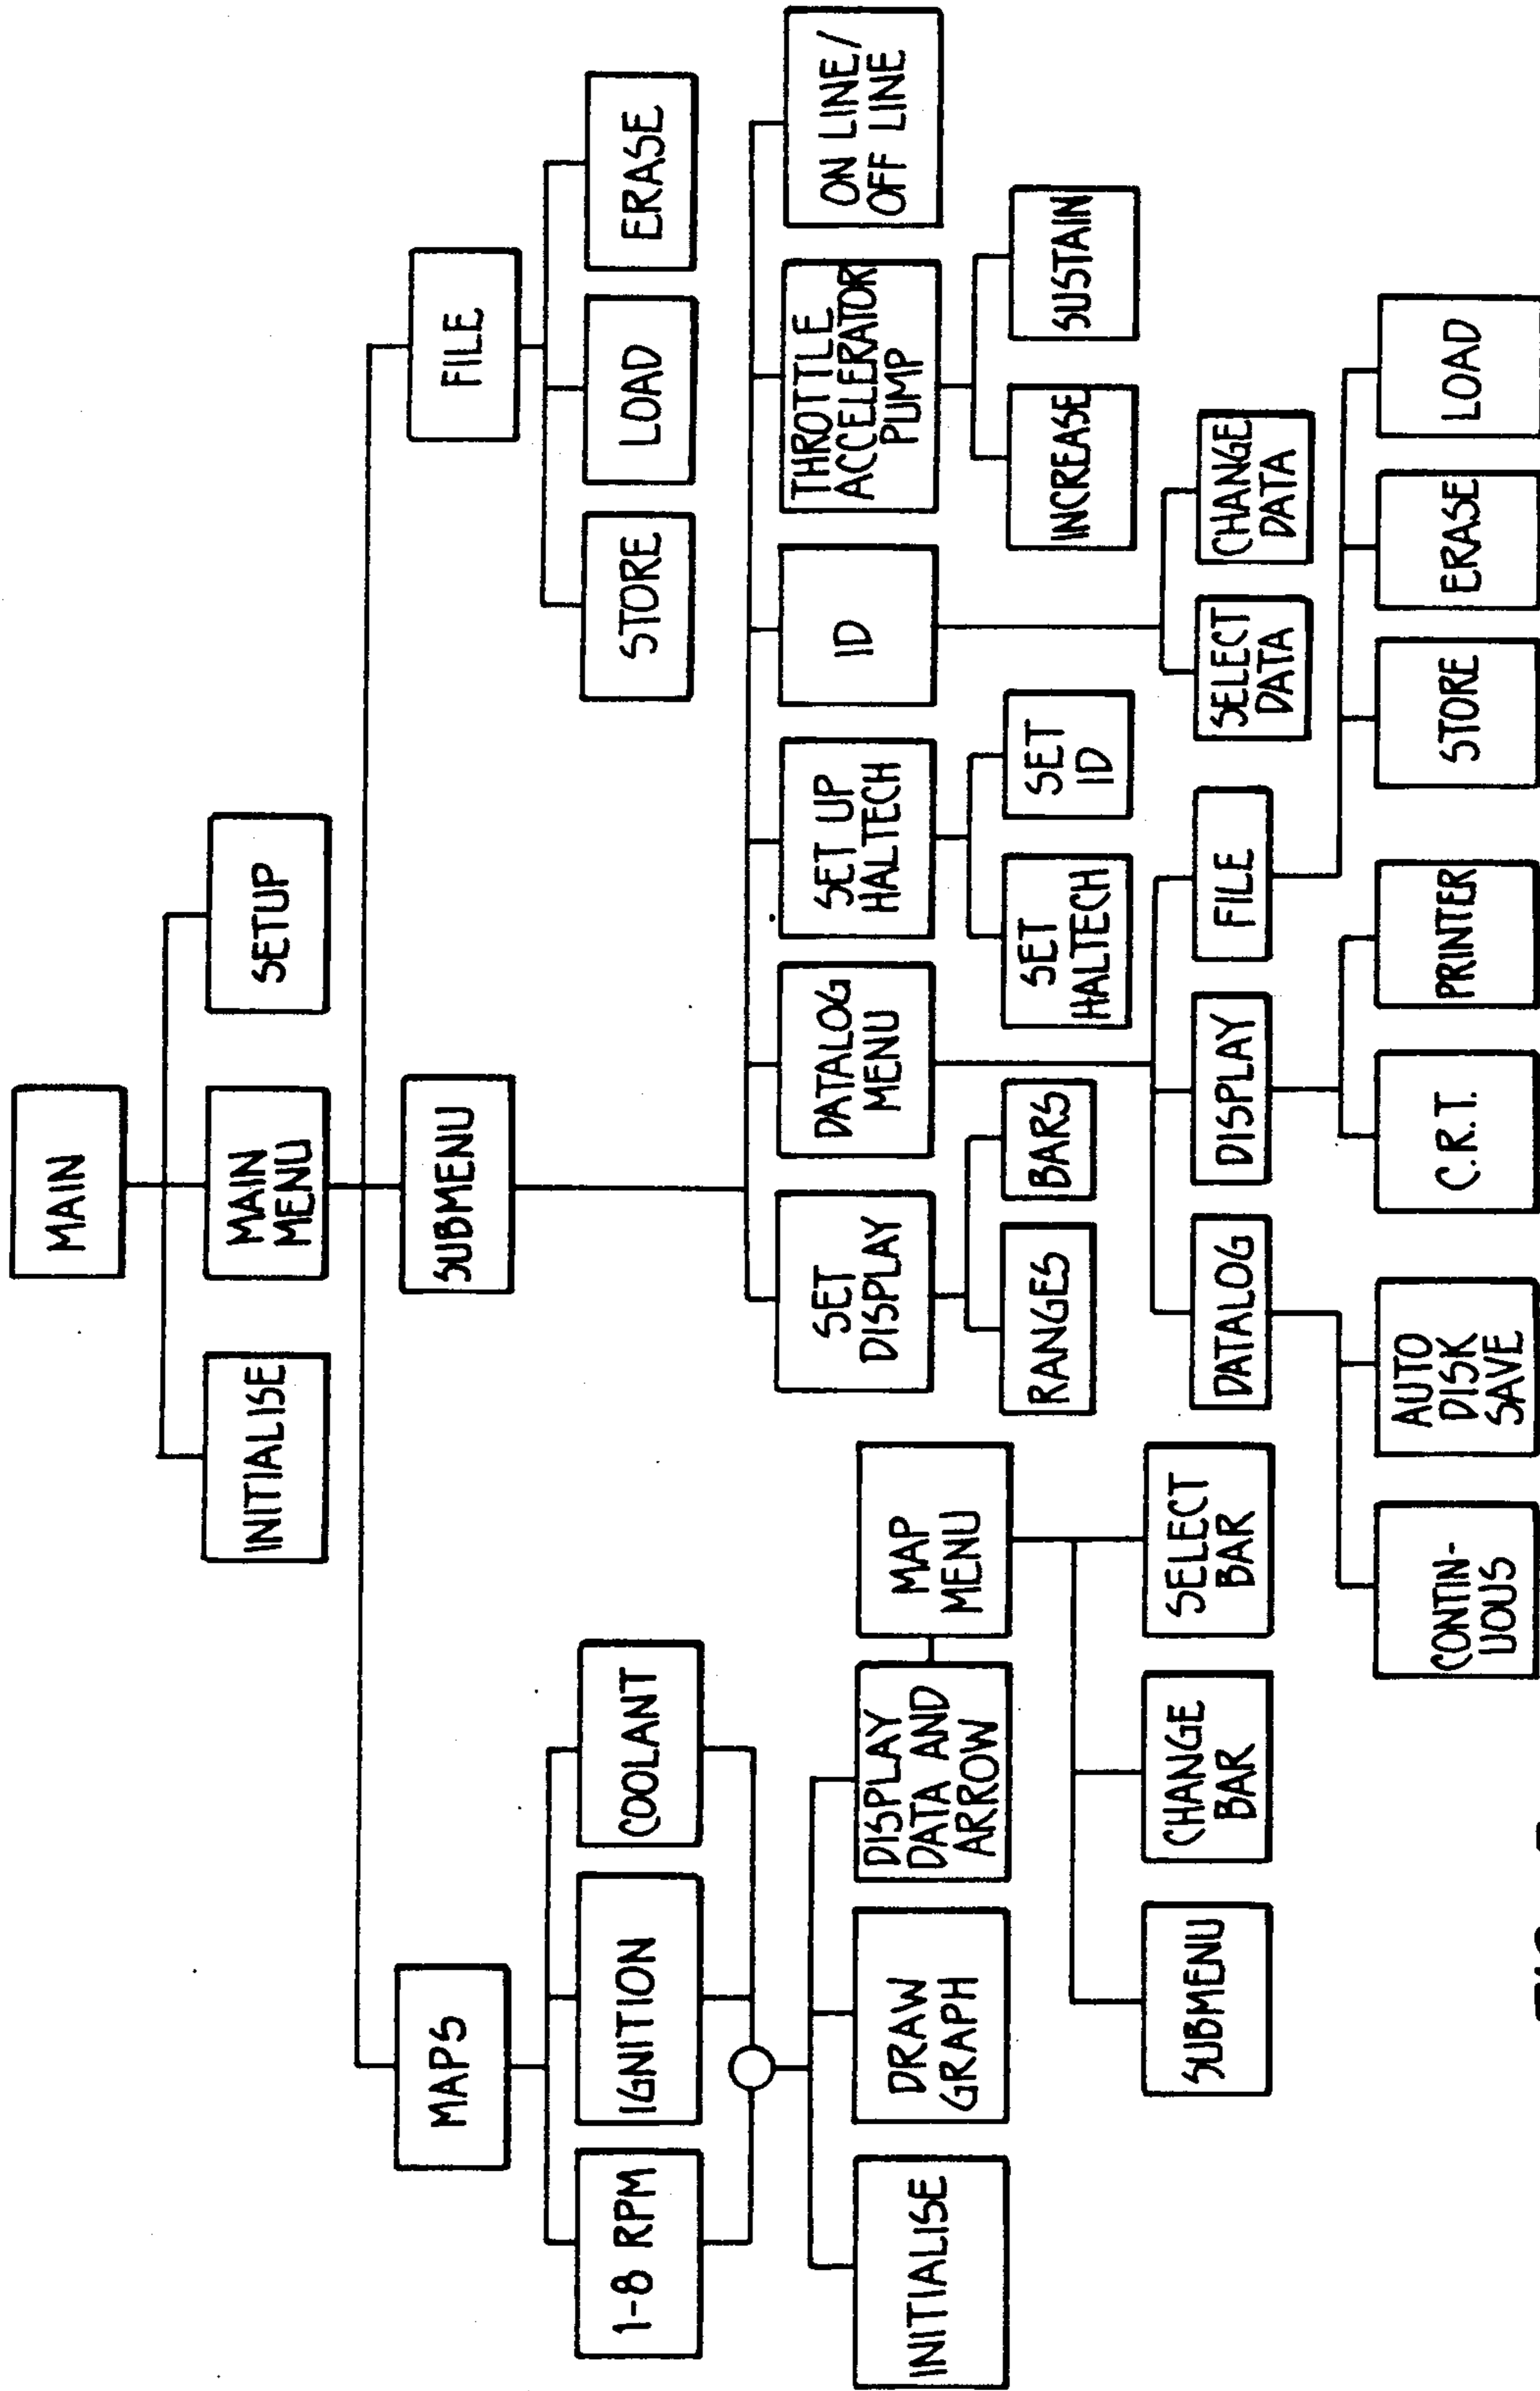 MAIN
INITIALISE
MAIN
MENU
SETUP
MAPS
SUBMENU
FILE
1-8 RPM
IGNITION
COOLANT
STORE
LOAD
ERASE
INITIALISE
DRAW
GRAPH
DISPLAY
DATA AND
ARROW
MAP
MENU
SET
DISPLAY
DATALOG
MENU
SET UP
HALTECH
ID
THROTTLE
ACCELERATOR
PUMP
ON LINE/
OFF LINE
RANGES
BARS
SET
HALTECH
SET
ID
INCREASE
SUSTAIN
SUBMENU
CHANGE
BAR
SELECT
BAR
DATALOG
DISPLAY
FILE
SELECT
DATA
CHANGE
DATA
CONTIN-
UOUS
AUTO
DISK
SAVE
C.R.T.
PRINTER
STORE
ERASE
LOAD